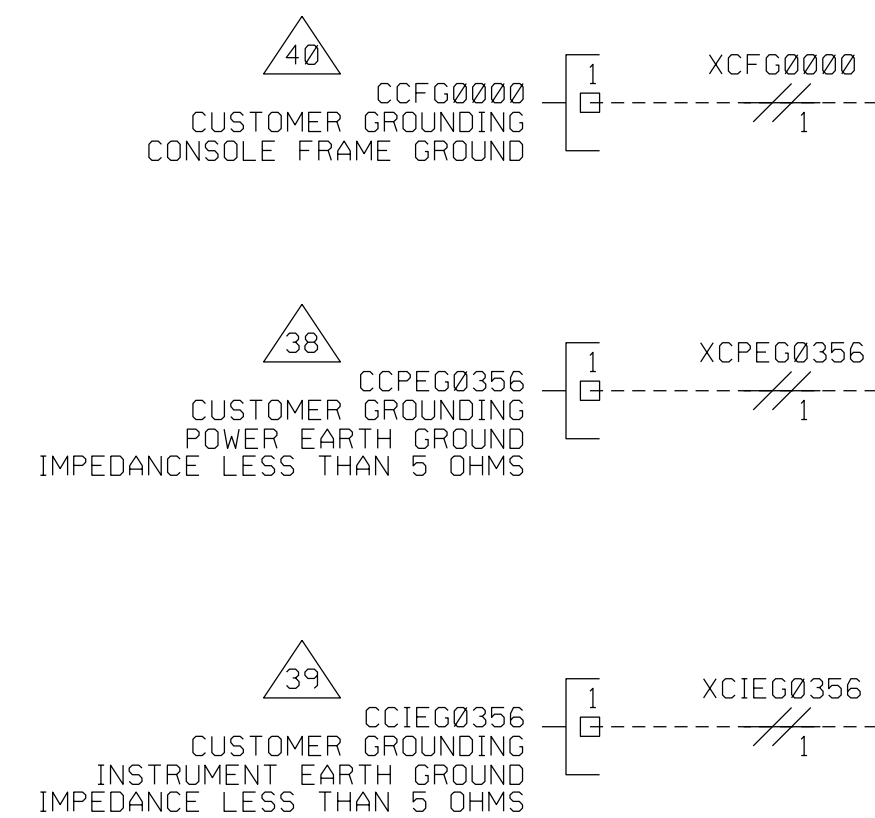 40
CCFG0000
CUSTOMER GROUNDING
CONSOLE FRAME GROUND
1
XCFG0000
1
38
CCPEG0356
CUSTOMER GROUNDING
POWER EARTH GROUND
IMPEDANCE LESS THAN 5 OHMS
1
XCPEG0356
1
39
CCIEG0356
CUSTOMER GROUNDING
INSTRUMENT EARTH GROUND
IMPEDANCE LESS THAN 5 OHMS
1
XCIEG0356
1